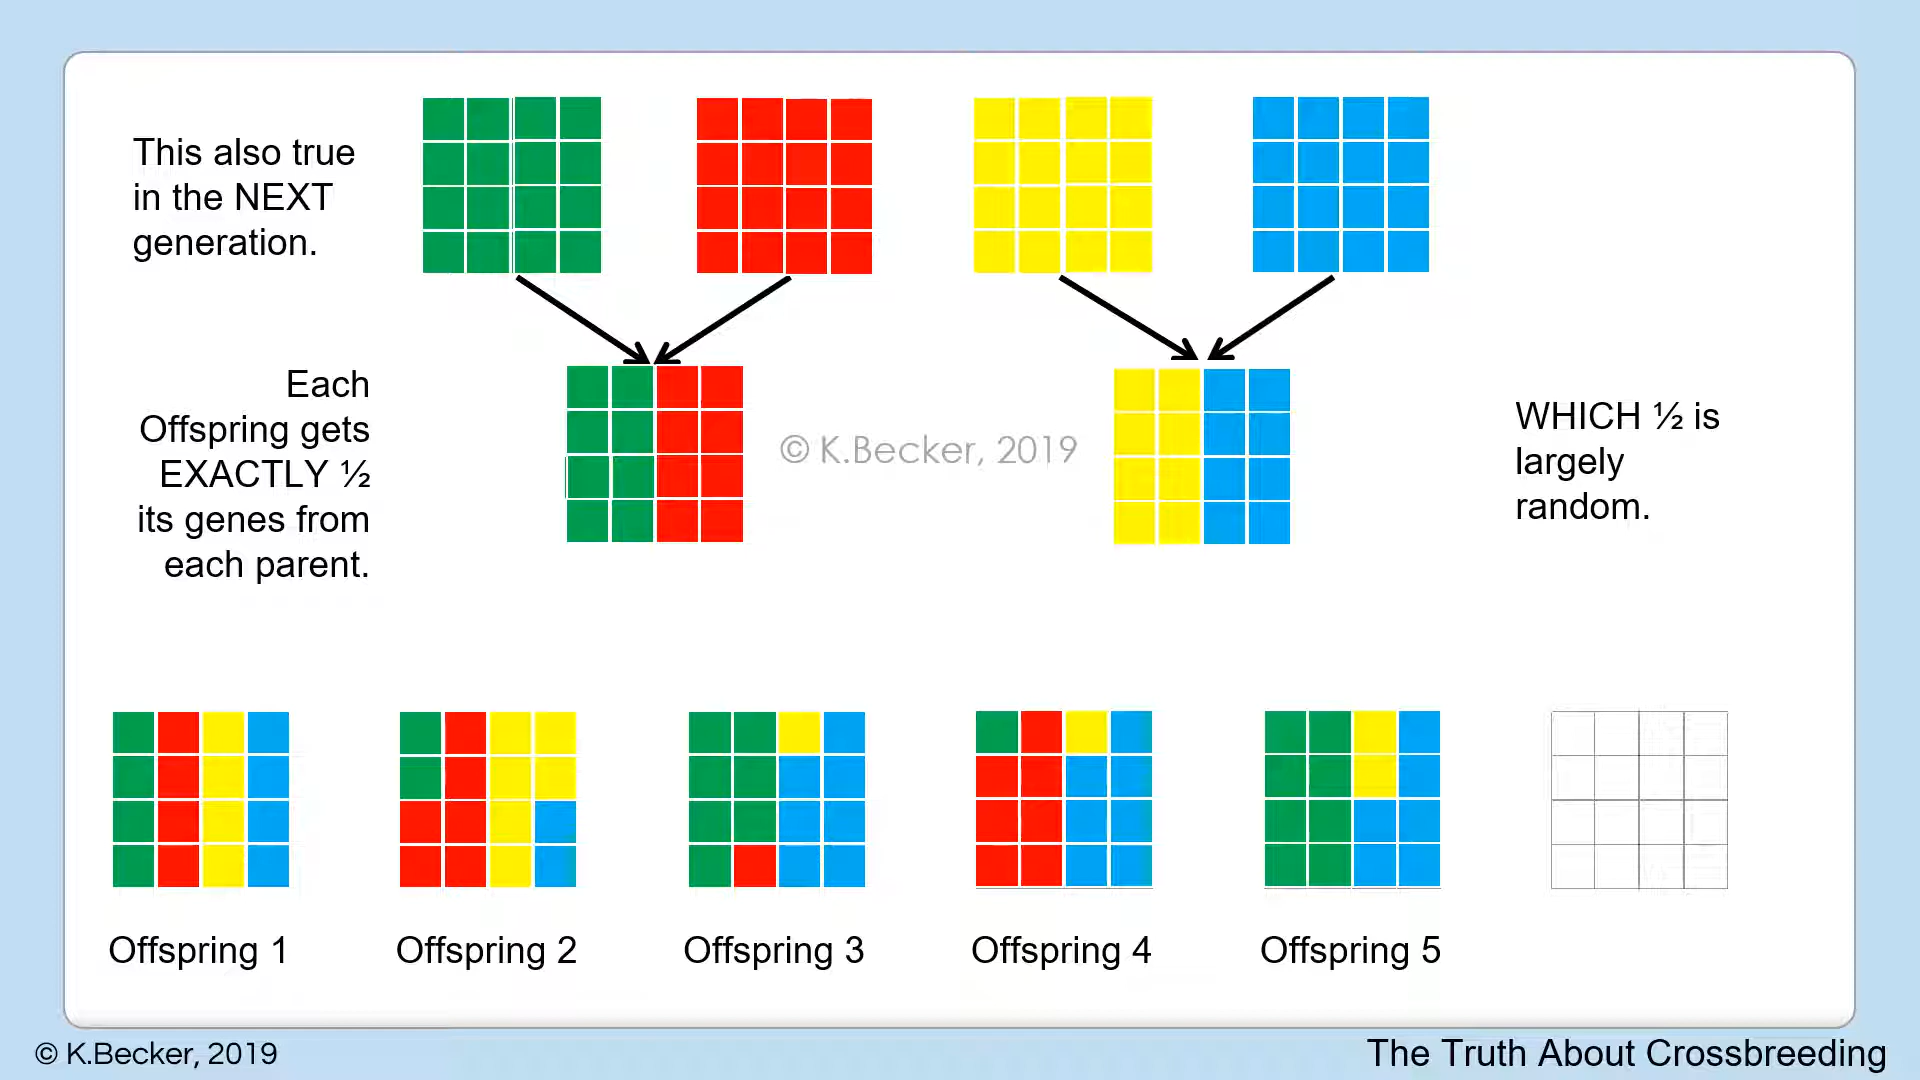 This also true
in the NEXT
generation.
Each
Offspring gets
EXACTLY ½
its genes from
each parent.
© K.Becker, 2019
WHICH ½ is
largely
random.
Offspring 1
Offspring 2
Offspring 3
Offspring 4
Offspring 5
© K.Becker, 2019
The Truth About Crossbreeding